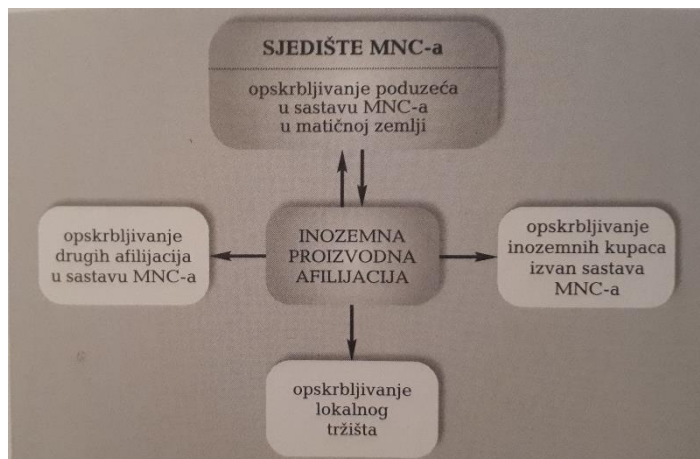 SJEDIŠTE MNC-a
opskrbljivanje poduzeća
u sastavu MNC-a
u matičnoj zemlji
opskrbljivanje
drugih afilijacija
u sastavu MNC-a
INOZEMNA
PROIZVODNA
AFILIJACIJA
opskrbljivanje
inozemnih kupaca
izvan sastava
MNC-a
opskrbljivanje
lokalnog
tržišta